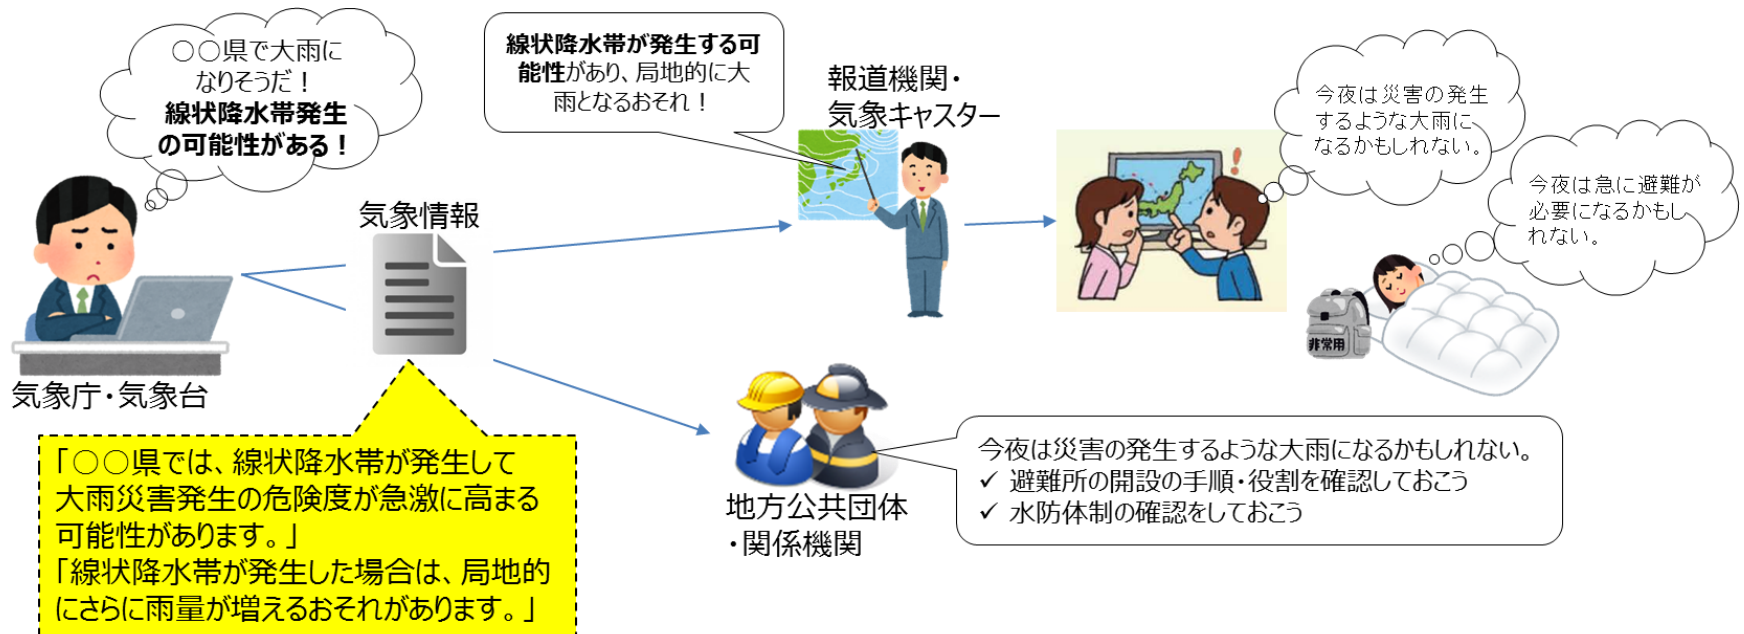 ○○県で大雨に
なりそうだ！
線状降水帯発生
の可能性がある！
気象庁・気象台
気象情報
「○○県では、線状降水帯が発生して
大雨災害発生の危険度が急激に高まる
可能性があります。」
「線状降水帯が発生した場合は、局地的
にさらに雨量が増えるおそれがあります。」
線状降水帯が発生する可
能性があり、局地的に大
雨となるおそれ！
報道機関・
気象キャスター
今夜は災害の発生
するような大雨に
なるかもしれない。
今夜は急に避難が
必要になるかもし
れない。
非常用
地方公共団体
・関係機関
今夜は災害の発生するような大雨になるかもしれない。
✓ 避難所の開設の手順・役割を確認しておこう
✓ 水防体制の確認をしておこう